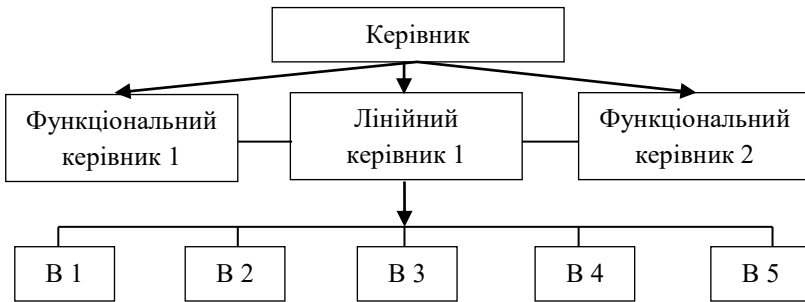 Керівник
Функціональний
керівник 1
Лінійний
керівник 1
Функціональний
керівник 2
В 1
В 2
В 3
В 4
В 5